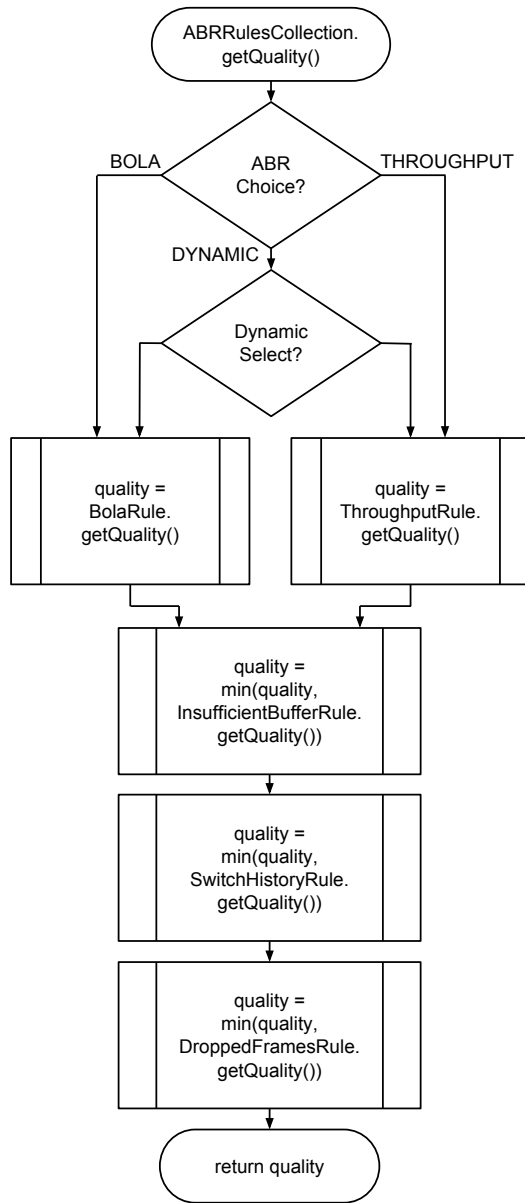 ABRRulesCollection.
getQuality()
BOLA
ABR
Choice?
THROUGHPUT
DYNAMIC
Dynamic
Select?
quality =
BolaRule.
getQuality()
quality =
ThroughputRule.
getQuality()
quality =
min(quality,
InsufficientBufferRule.
getQuality())
quality =
min(quality,
SwitchHistoryRule.
getQuality())
quality =
min(quality,
DroppedFramesRule.
getQuality())
return quality